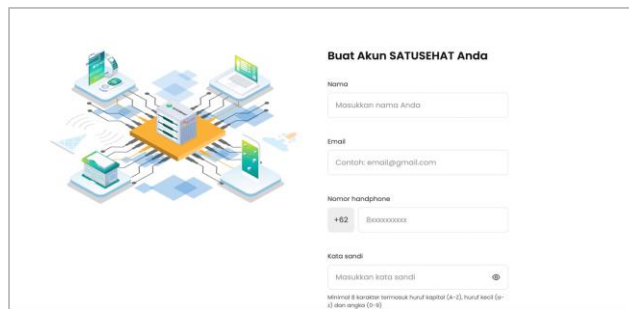 Buat Akun SATUSEHAT Anda
Nama
Masukkan nama Anda
Email
Contoh: email@gmail.com
Nomor handphone
+62 8xxxxxxxxxx
Kata sandi
Masukkan kata sandi
Minimal 8 karakter termasuk huruf kapital (A-Z), huruf kecil (a-
z) dan angka (0-9)